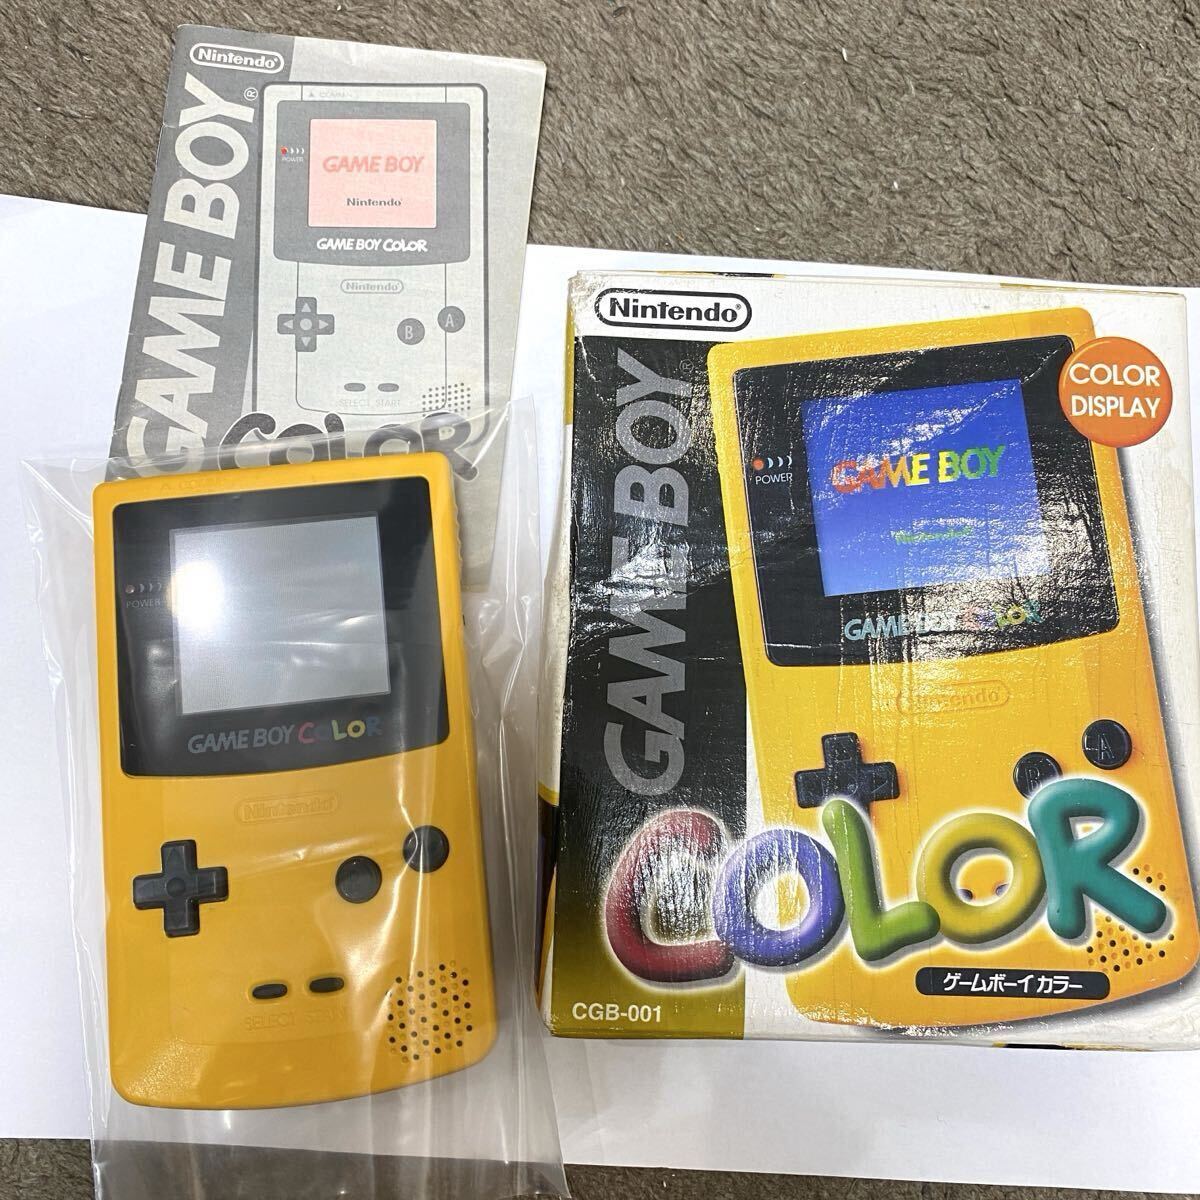 Nintendo®
GAME BOY®
COMM
POWER
GAME BOY
Nintendo®
GAME BOY COLOR
Nintendo
B A
SELECT START
COLOR
POWER
GAME BOY COLOR
Nintendo
SELECT START
Nintendo®
GAME BOY®
COLOR
DISPLAY
POWER
GAME BOY
Nintendo®
GAME BOY COLOR
Nintendo
B A
COLOR
ゲームボーイカラー
CGB-001